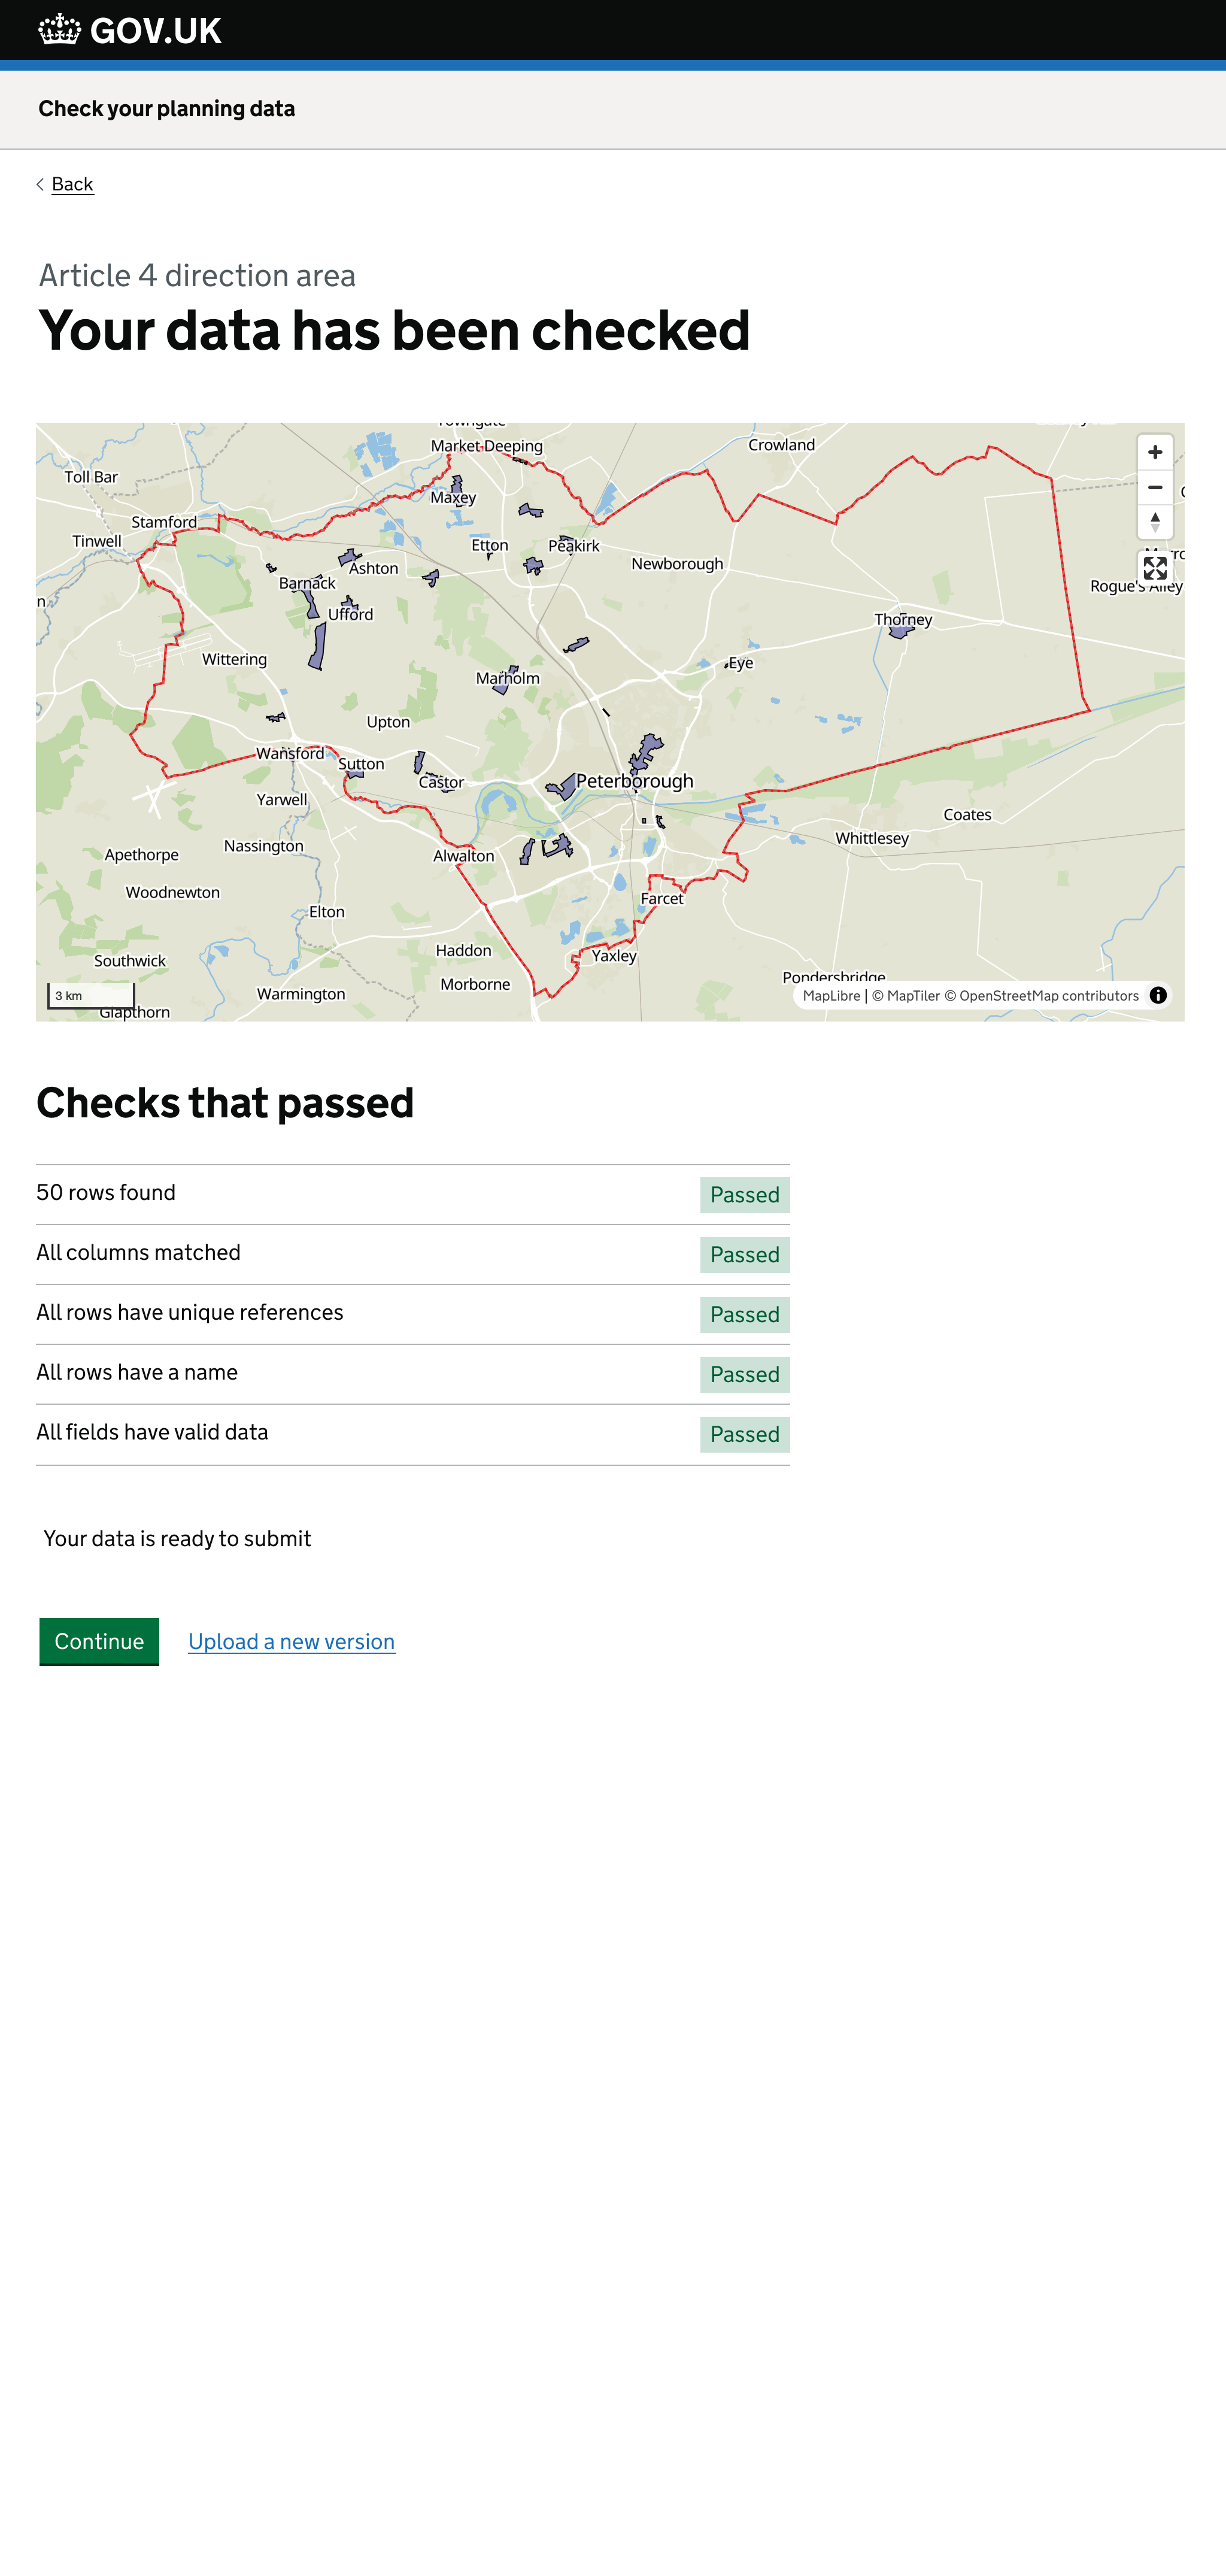 GOV.UK
Check your planning data
Back
Article 4 direction area
Your data has been checked
Market Deeping
Crowland
Toll Bar
Maxey
Stamford
Tinwell
Etton
Peakirk
Newborough
Ashton
Barnack
Rogue's Alley
Ufford
Thorney
Wittering
Eye
Marholm
Upton
Wansford
Sutton
Castor
Peterborough
Yarwell
Coates
Whittlesey
Nassington
Apethorpe
Alwalton
Woodnewton
Farcet
Elton
Haddon
Yaxley
Southwick
Pondersbridge
Morborne
Warmington
3 km
MapLibre | © MapTiler © OpenStreetMap contributors
Glapthorn
Checks that passed
50 rows found Passed
All columns matched Passed
All rows have unique references Passed
All rows have a name Passed
All fields have valid data Passed
Your data is ready to submit
Continue Upload a new version